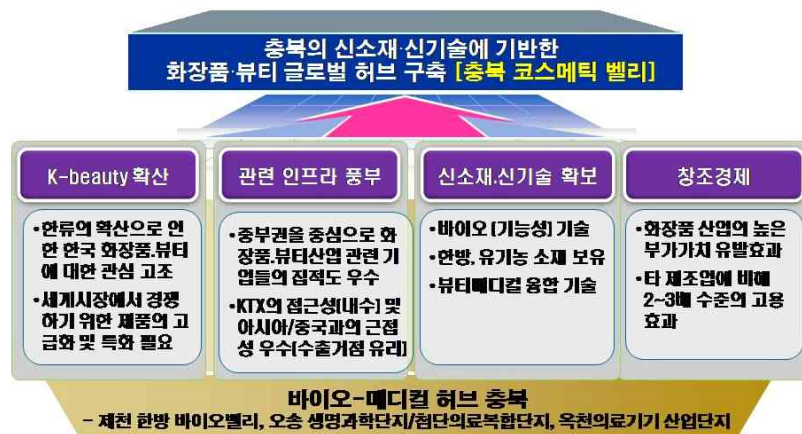 충북의 신소재·신기술에 기반한
화장품·뷰티 글로벌 허브 구축 [충북 코스메틱 벨리]
K-beauty 확산
•한류의 확산으로 인
한 한국 화장품.뷰티
에 대한 관심 고조
•세계시장에서 경쟁
하기 위한 제품의 고
급화 및 특화 필요
관련 인프라 풍부
•중부권을 중심으로 화
장품.뷰티산업 관련 기
업들의 집적도 우수
•KTX의 접근성(내수) 및
아시아/중국과의 근접
성 우수(수출거점 유리)
신소재.신기술 확보
•바이오 (기능성) 기술
•한방, 유기농 소재 보유
•뷰티메디컬 융합 기술
창조경제
•화장품 산업의 높은
부가가치 유발효과
•타 제조업에 비해
2~3배 수준의 고용
효과
바이오-메디컬 허브 충북
- 제천 한방 바이오벨리, 오송 생명과학단지/첨단의료복합단지, 옥천의료기기 산업단지